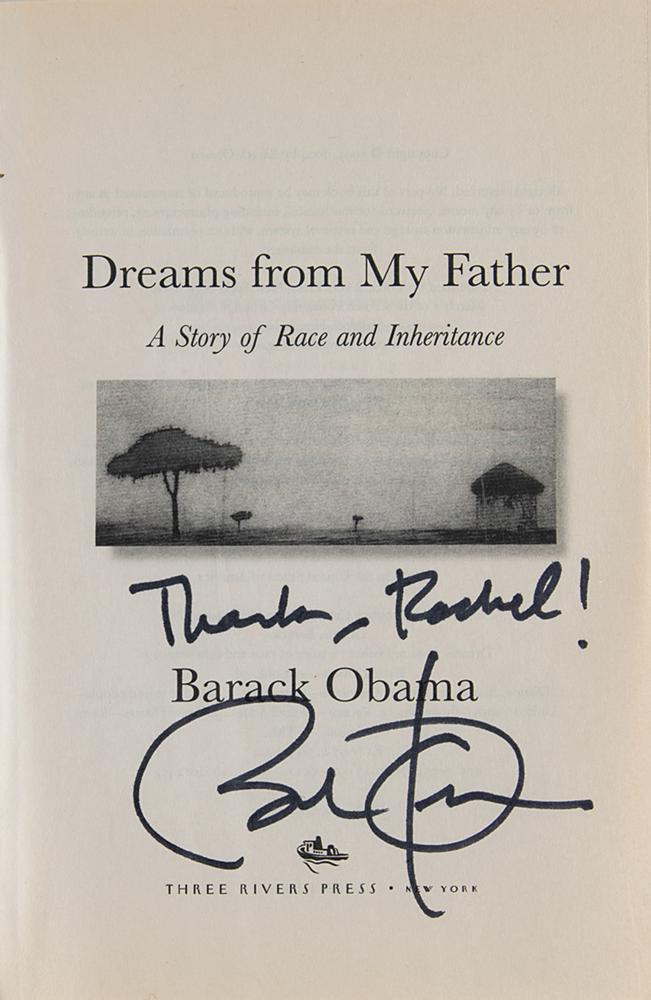 Dreams from My Father
A Story of Race and Inheritance
Thanks, Rachel!
Barack Obama
THREE RIVERS PRESS • NEW YORK